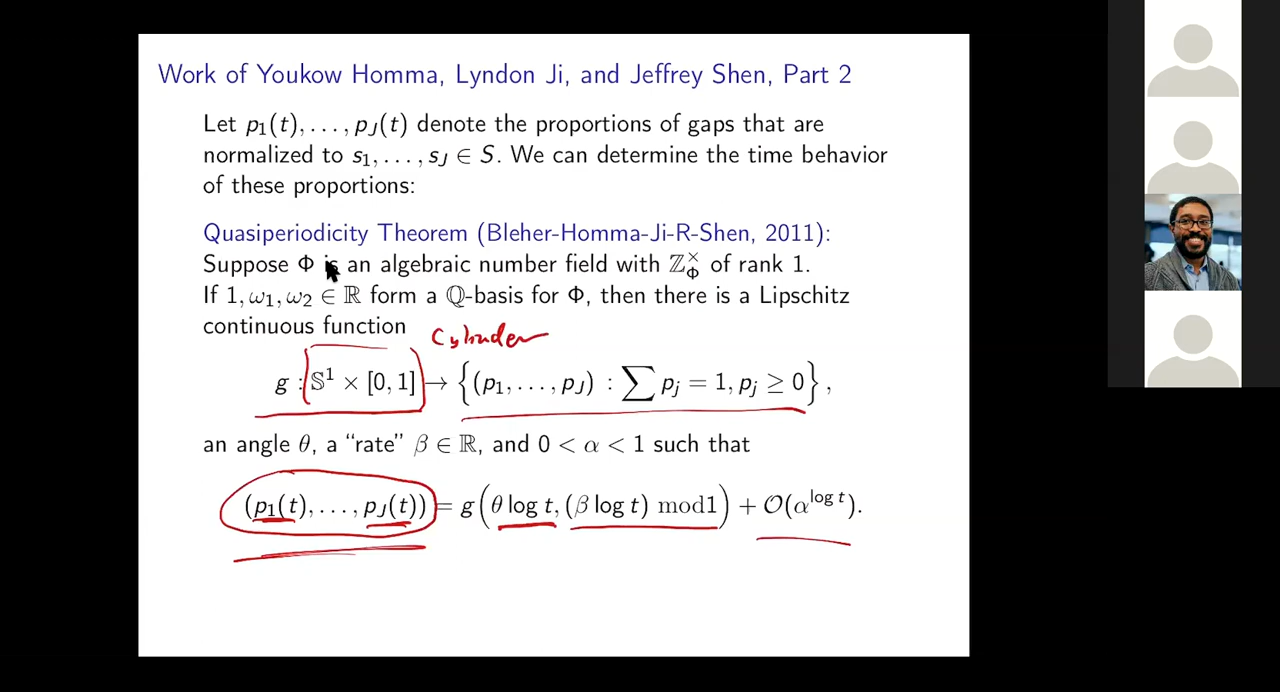 Work of Youkow Homma, Lyndon Ji, and Jeffrey Shen, Part 2
Let p₁(t), . . . , p_J(t) denote the proportions of gaps that are
normalized to s₁, . . . , s_J ∈ S. We can determine the time behavior
of these proportions:
Quasiperiodicity Theorem (Bleher-Homma-Ji-R-Shen, 2011):
Suppose Φ is an algebraic number field with ℤ_Φ^× of rank 1.
If 1, ω₁, ω₂ ∈ ℝ form a ℚ-basis for Φ, then there is a Lipschitz
continuous function
Cylinder
g : 𝕊¹ × [0, 1] → {(p₁, . . . , p_J) : ∑ p_j = 1, p_j ≥ 0},
an angle θ, a “rate” β ∈ ℝ, and 0 < α < 1 such that
(p₁(t), . . . , p_J(t)) = g(θ log t, (β log t) mod1) + 𝒪(α^{log t}).